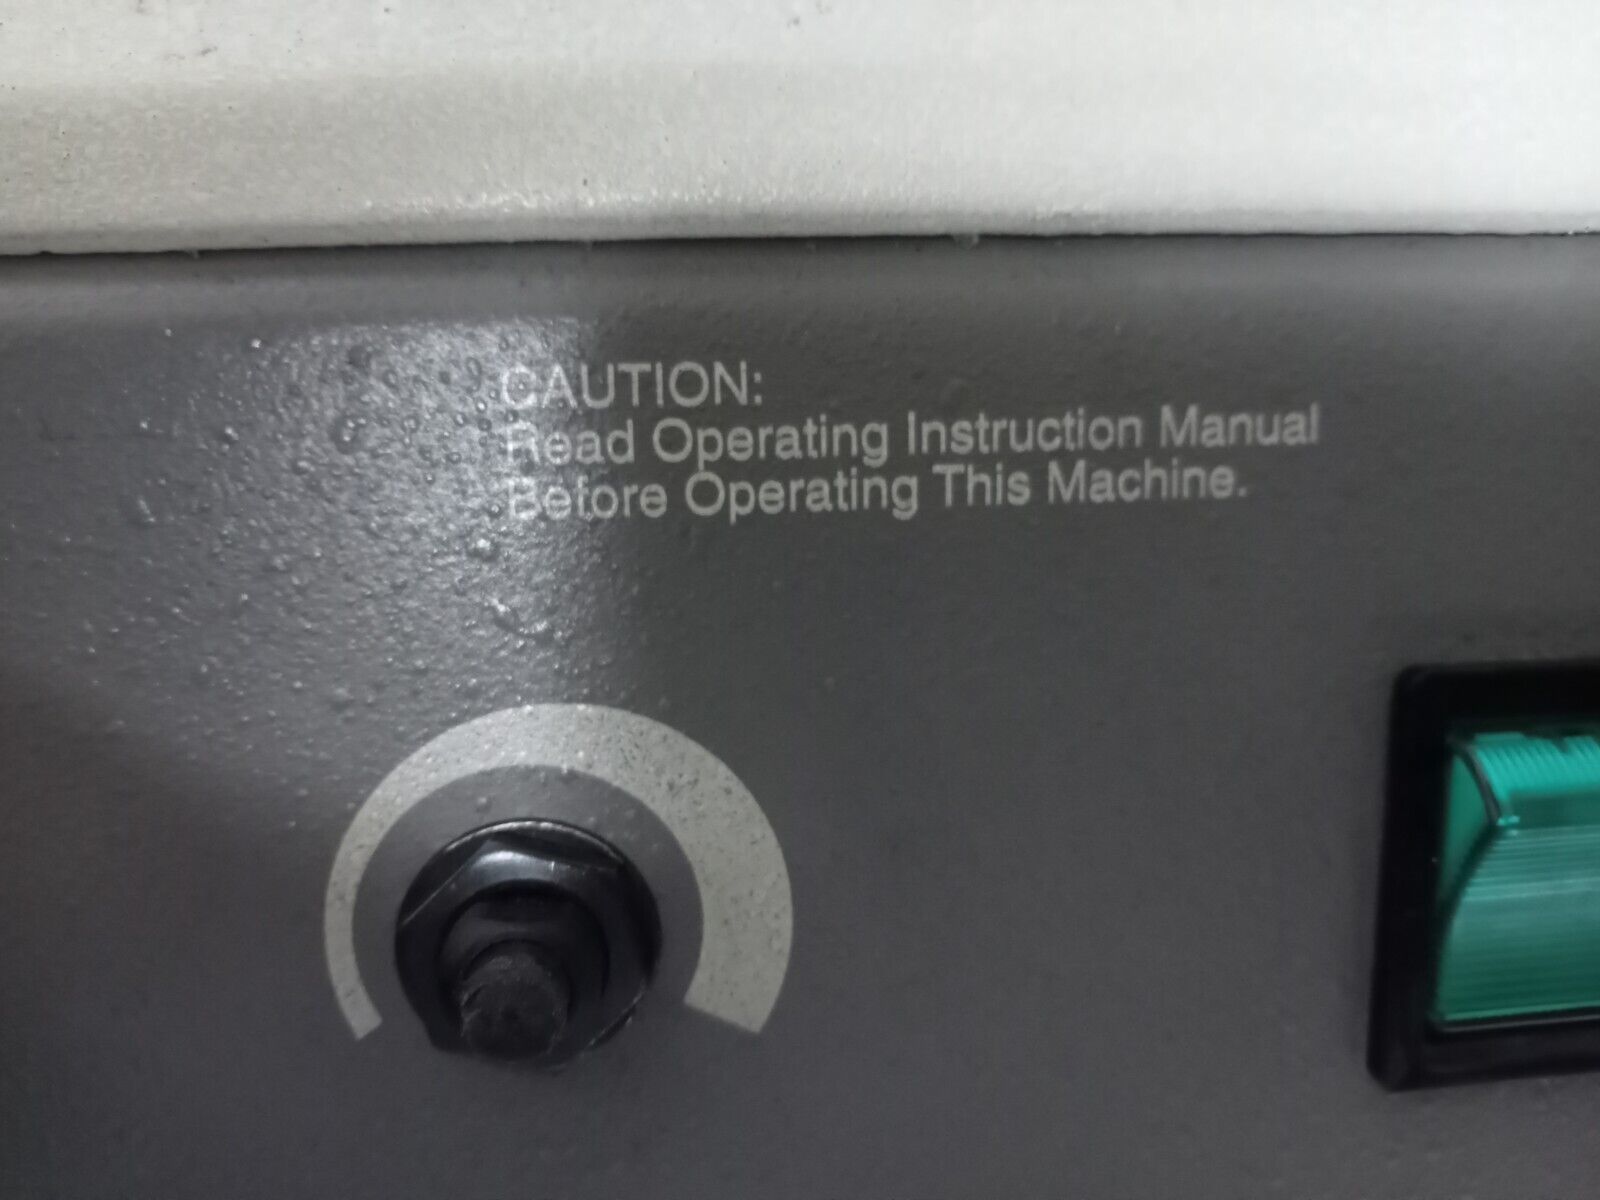 CAUTION:
Read Operating Instruction Manual
Before Operating This Machine.